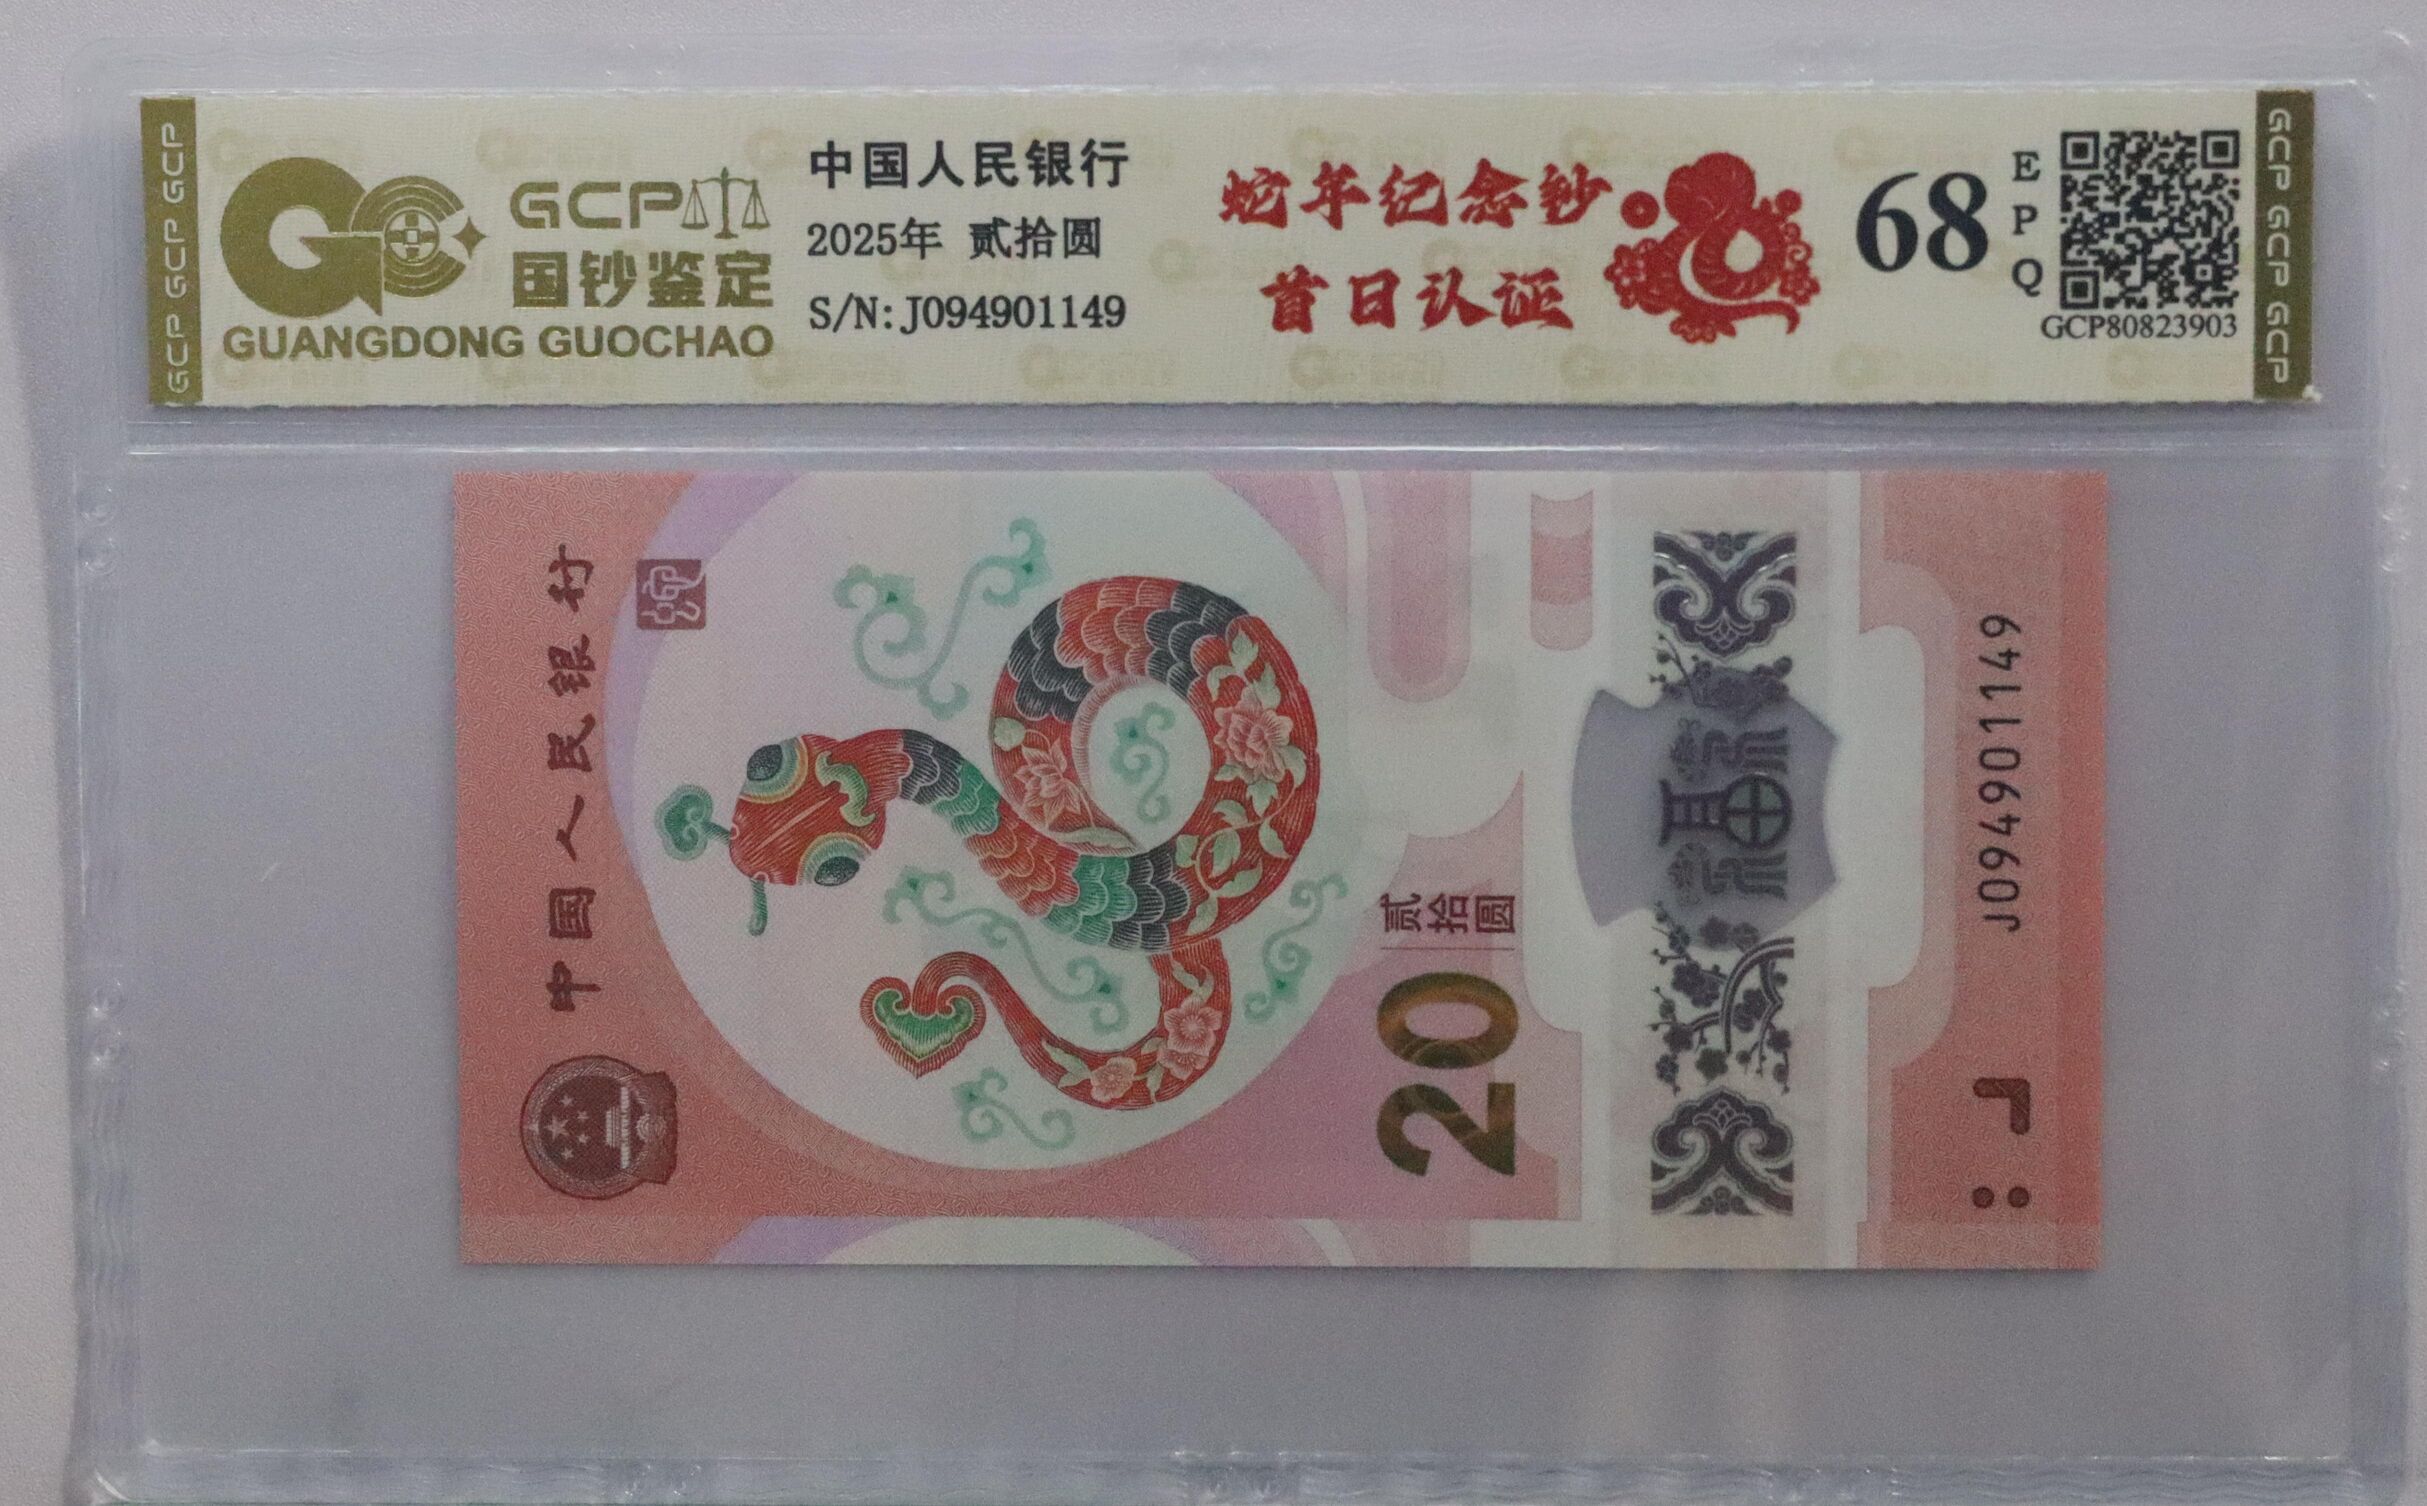 GCP GCP GCP
GCP
国钞鉴定
GUANGDONG GUOCHAO
中国人民银行
2025年 贰拾圆
S/N:J094901149
蛇年纪念钞
首日认证
68
EPQ
GCP80823903
GCP GCP GCP
中国人民银行
20
贰拾圆
福
J094901149